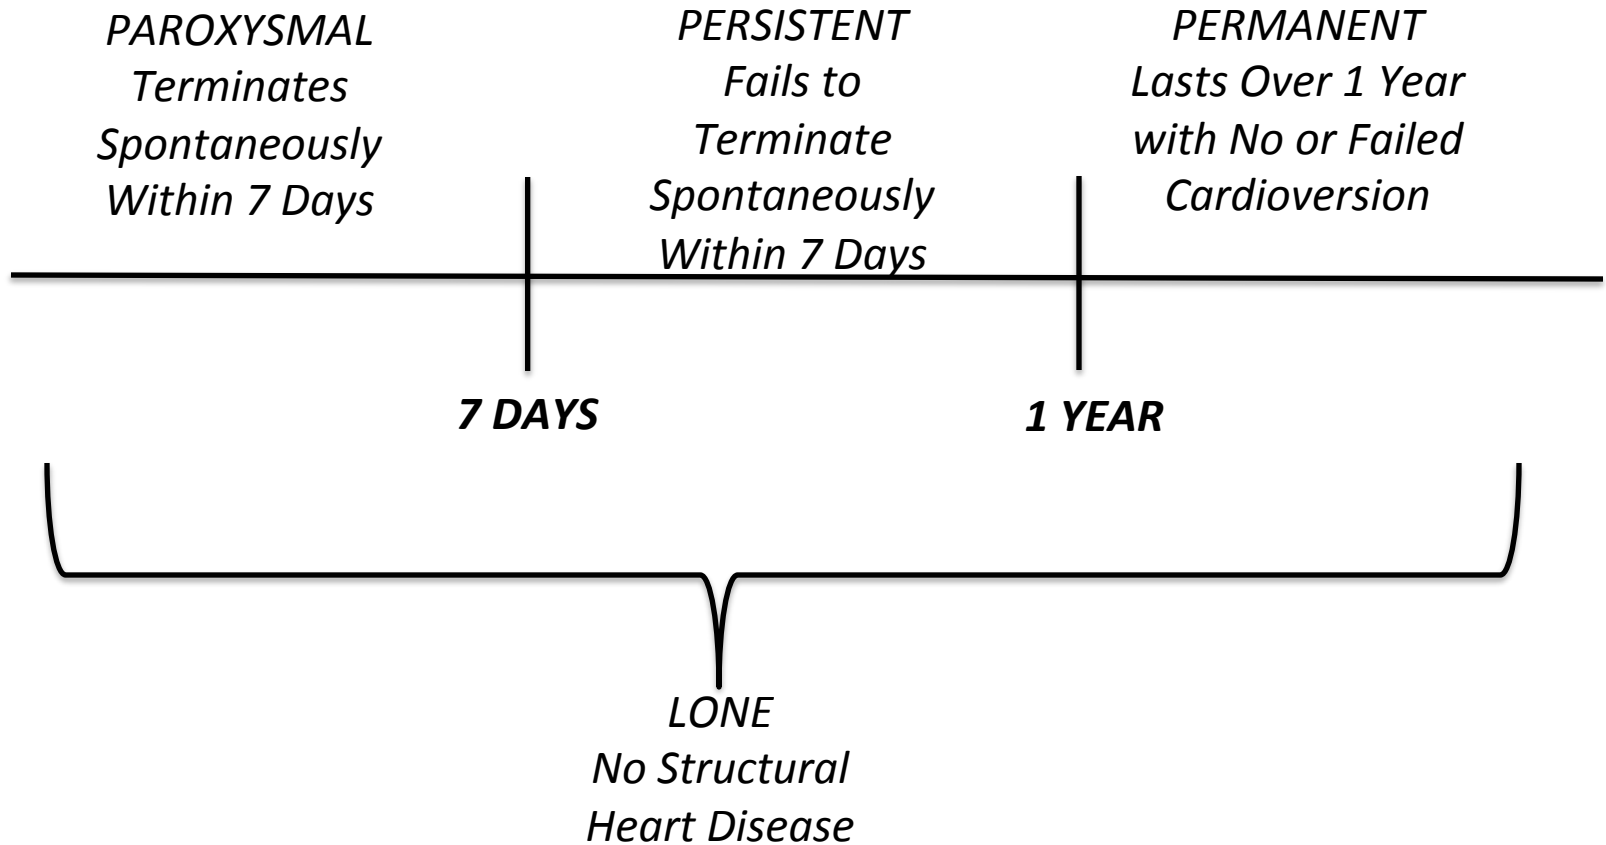 PAROXYSMAL
Terminates
Spontaneously
Within 7 Days
PERSISTENT
Fails to
Terminate
Spontaneously
Within 7 Days
PERMANENT
Lasts Over 1 Year
with No or Failed
Cardioversion
7 DAYS
1 YEAR
LONE
No Structural
Heart Disease